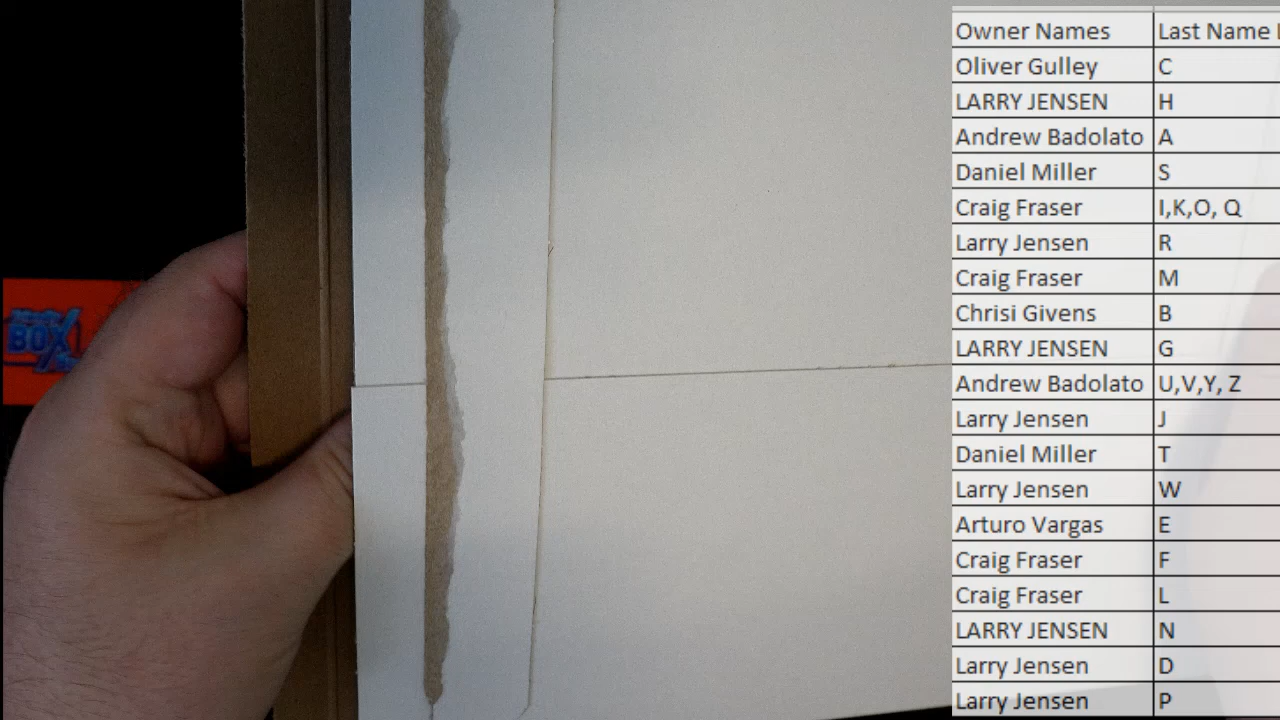 BOX
Owner Names Last Name
Oliver Gulley C
LARRY JENSEN H
Andrew Badolato A
Daniel Miller S
Craig Fraser I,K,O, Q
Larry Jensen R
Craig Fraser M
Chrisi Givens B
LARRY JENSEN G
Andrew Badolato U,V,Y, Z
Larry Jensen J
Daniel Miller T
Larry Jensen W
Arturo Vargas E
Craig Fraser F
Craig Fraser L
LARRY JENSEN N
Larry Jensen D
Larry Jensen P